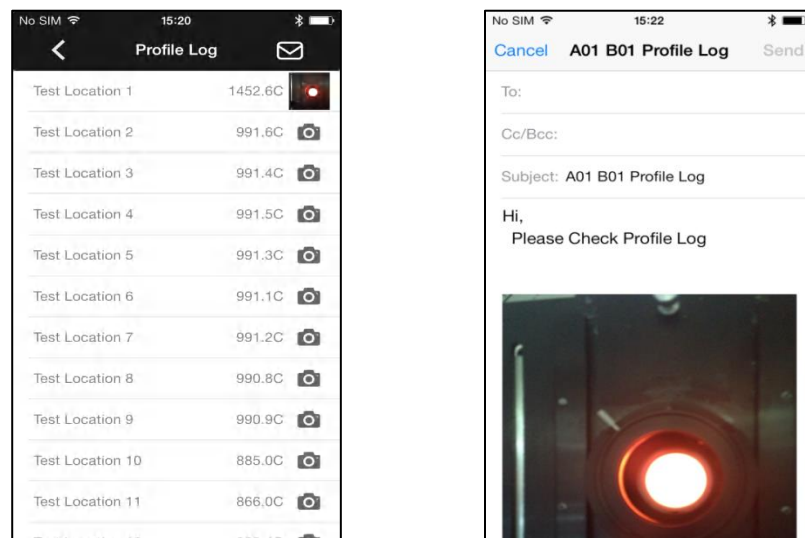 No SIM 15:20
Profile Log
Test Location 1 1452.6C
Test Location 2 991.6C
Test Location 3 991.4C
Test Location 4 991.5C
Test Location 5 991.3C
Test Location 6 991.1C
Test Location 7 991.2C
Test Location 8 990.8C
Test Location 9 990.9C
Test Location 10 885.0C
Test Location 11 866.0C
No SIM 15:22
Cancel A01 B01 Profile Log Send
To:
Cc/Bcc:
Subject: A01 B01 Profile Log
Hi,
Please Check Profile Log